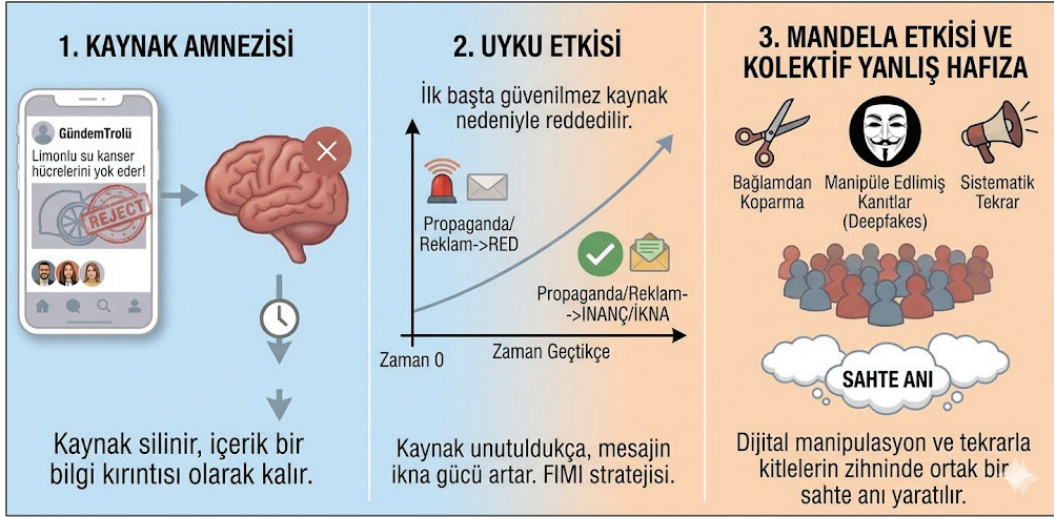 1. KAYNAK AMNEZİSİ
GündemTrolü
Limonlu su kanser
hücrelerini yok eder!
REJECT
Kaynak silinir, içerik bir
bilgi kırıntısı olarak kalır.
2. UYKU ETKİSİ
İlk başta güvenilmez kaynak
nedeniyle reddedilir.
Propaganda/
Reklam->RED
Propaganda/Reklam-
->INANÇ/İKNA
Zaman 0
Zaman Geçtikçe
Kaynak unutuldukça, mesajın
ikna gücü artar. FIMI stratejisi.
3. MANDELA ETKİSİ VE
KOLEKTİF YANLIŞ HAFIZA
Bağlamdan
Koparma
Manipüle Edlimiş
Kanıtlar
(Deepfakes)
Sistematik
Tekrar
SAHTE ANI
Dijital manipulasyon ve tekrarla
kitlelerin zihninde ortak bir
sahte anı yaratılır.